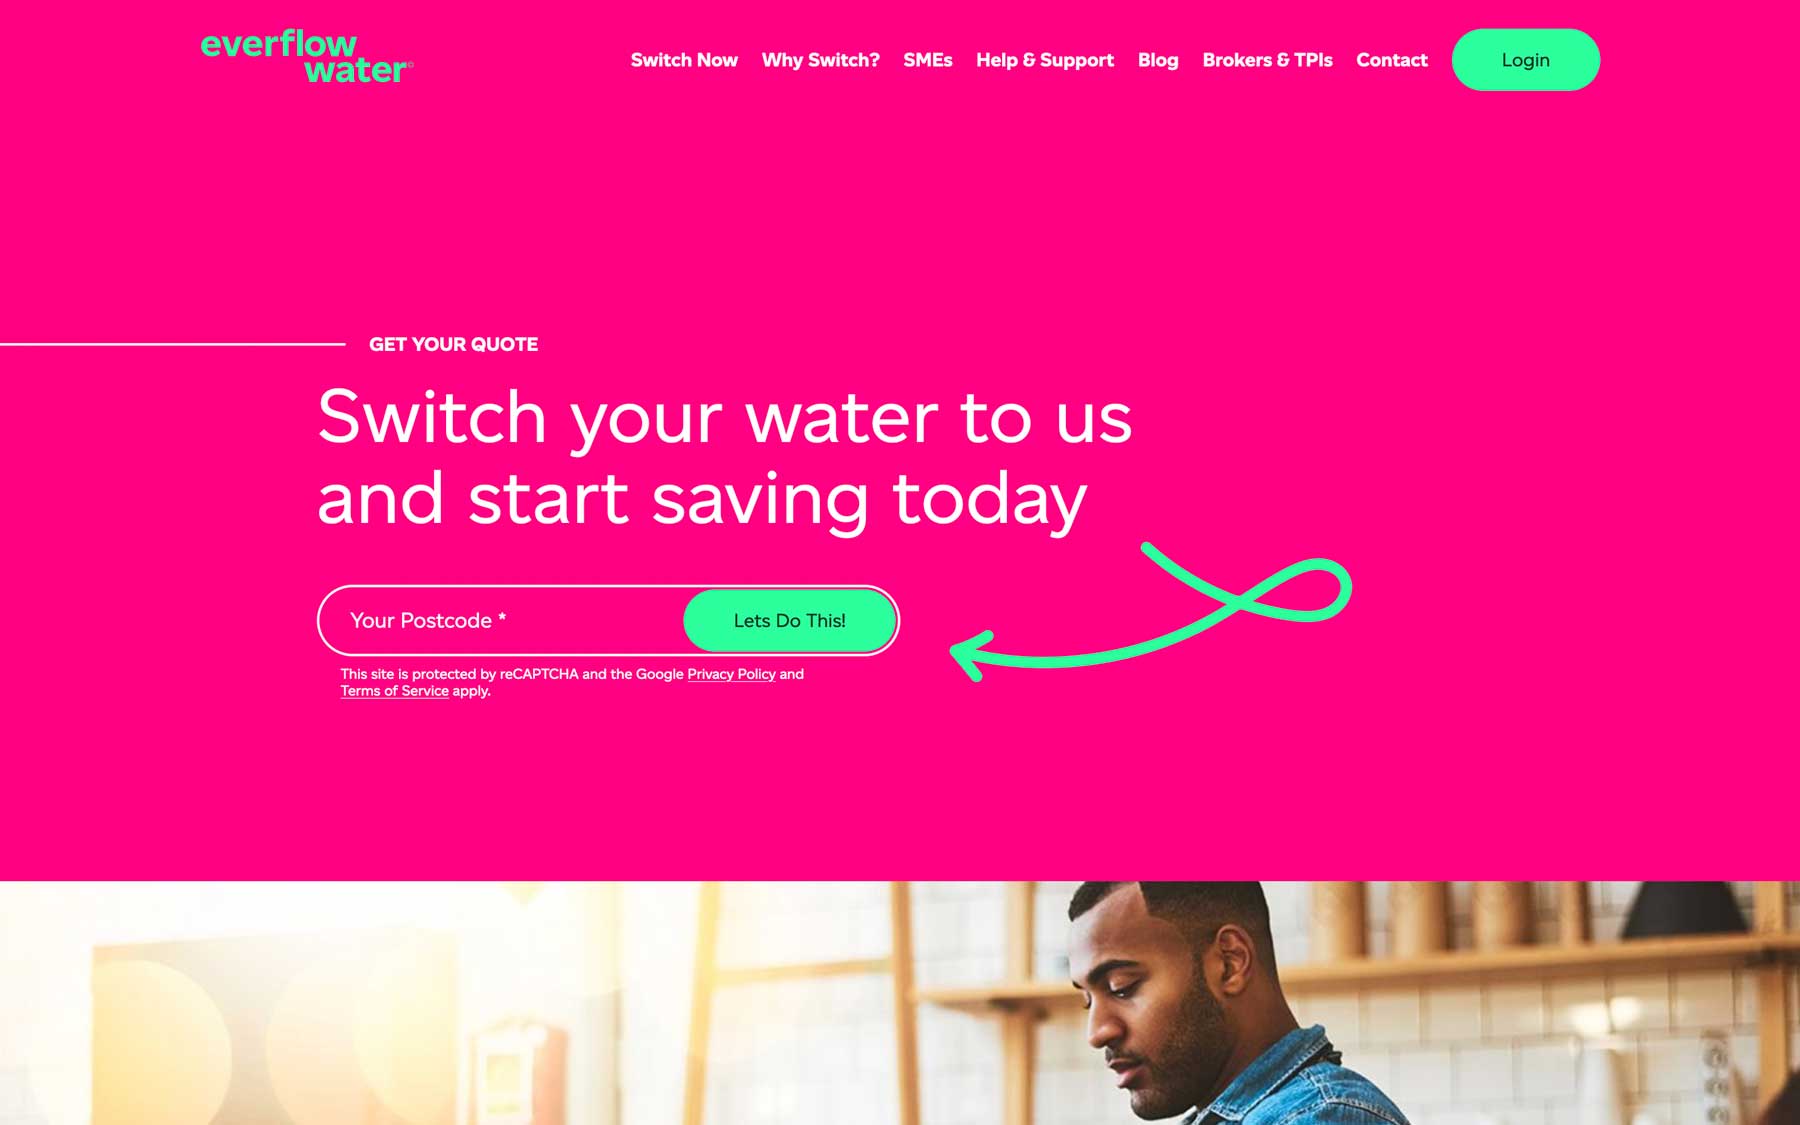 everflow
water©
Switch Now
Why Switch?
SMEs
Help & Support
Blog
Brokers & TPIs
Contact
Login
GET YOUR QUOTE
Switch your water to us
and start saving today
Your Postcode *
Lets Do This!
This site is protected by reCAPTCHA and the Google Privacy Policy and
Terms of Service apply.